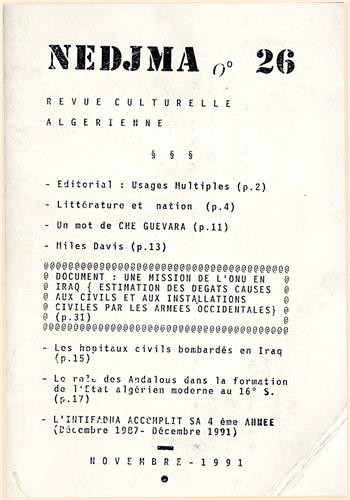 NEDJMA n° 26
REVUE CULTURELLE
ALGERIENNE
§ § §
- Editorial : Usages Multiples (p.2)
- Littérature et nation (p.4)
- Un mot de CHE GUEVARA (p.11)
- Miles Davis (p.13)
@@@@@@@@@@@@@@@@@@@@@@@@@@@@@@@@@@@@@@@@
@ DOCUMENT : UNE MISSION DE L'ONU EN @
@ IRAQ { ESTIMATION DES DEGATS CAUSES @
@ AUX CIVILS ET AUX INSTALLATIONS @
@ CIVILES PAR LES ARMEES OCCIDENTALES} @
@ (p.31) @
@@@@@@@@@@@@@@@@@@@@@@@@@@@@@@@@@@@@@@@@
- Les hopitaux civils bombardés en Iraq
(p.15)
- Le role des Andalous dans la formation
de l'Etat algérien moderne au 16° S.
(p.17)
- L'INTIFADHA ACCOMPLIT SA 4 ème ANNEE
(Décembre 1987- Décembre 1991)
NOVEMBRE-1991